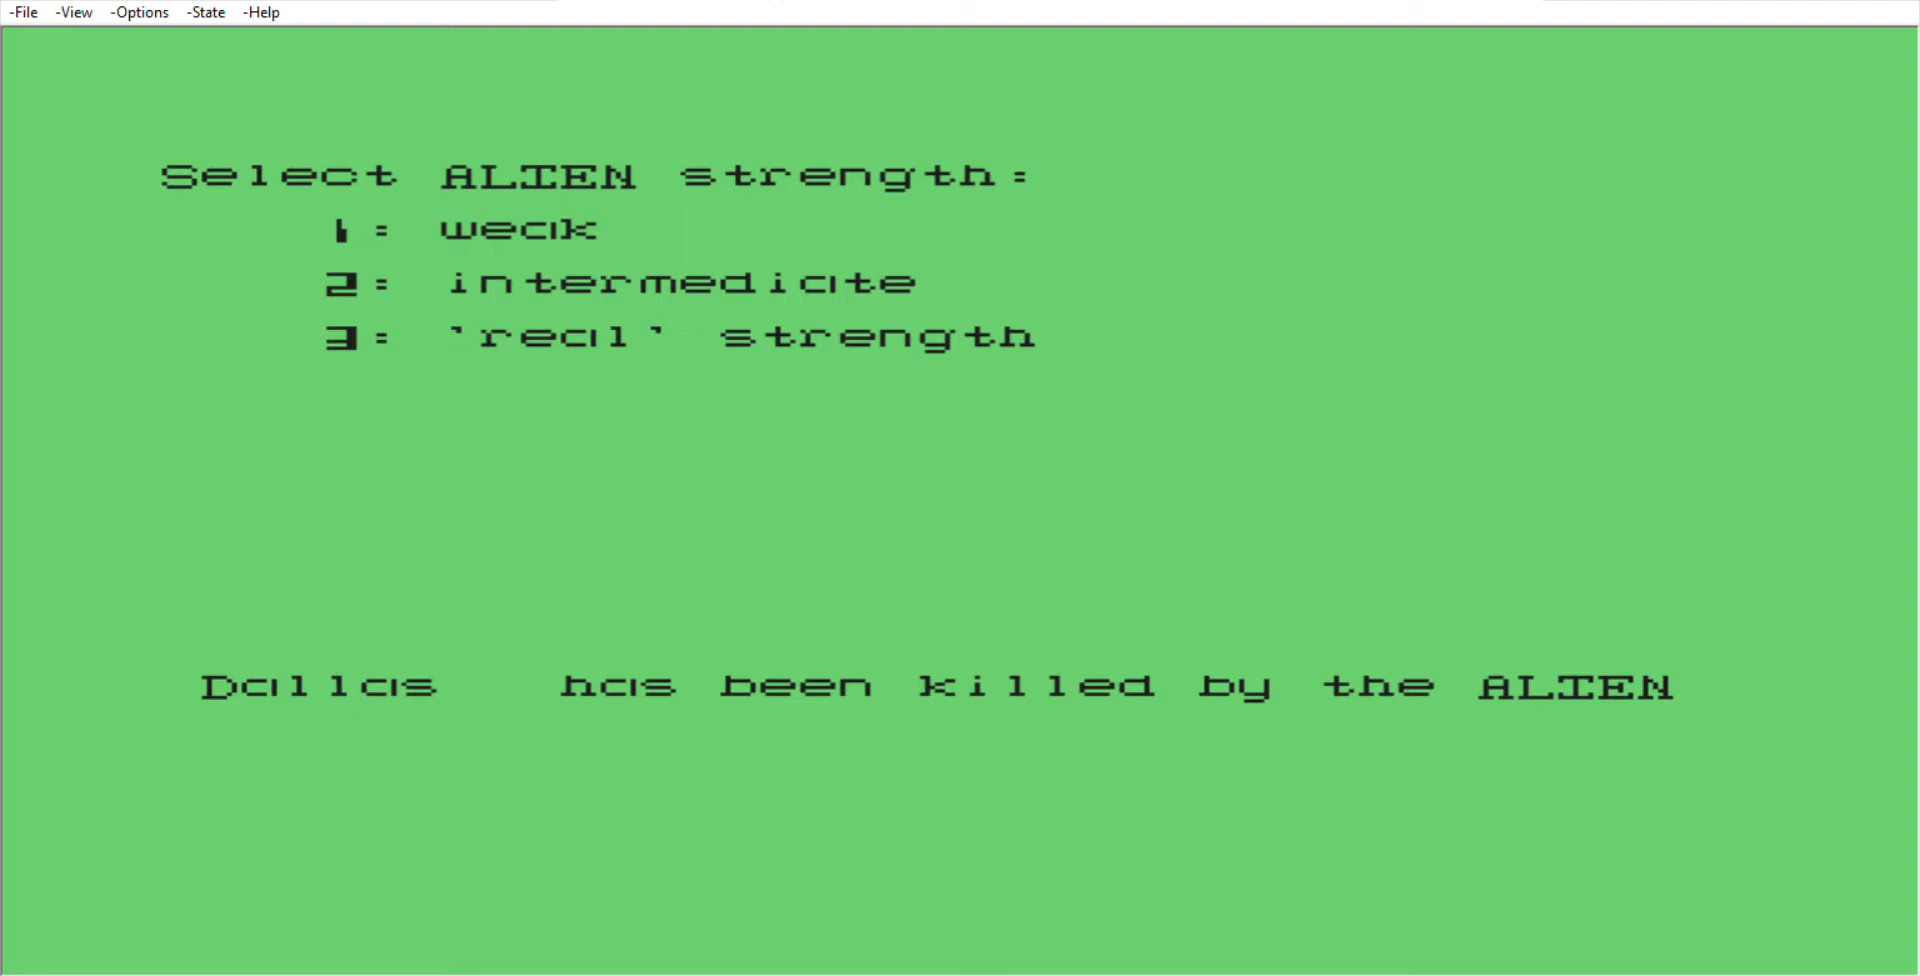 -File -View -Options -State -Help
Select ALIEN strength:
1: weak
2: intermediate
3: 'real' strength
Dallas has been killed by the ALIEN